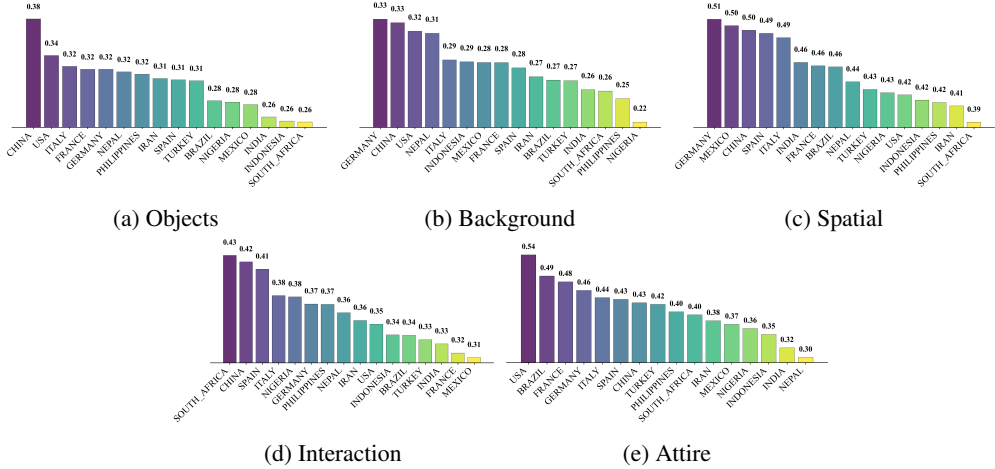 0.38 0.34 0.32 0.32 0.32 0.32 0.32 0.31 0.31 0.31 0.28 0.28 0.28 0.26 0.26 0.26
CHINA USA ITALY FRANCE GERMANY NEPAL PHILIPPINES IRAN SPAIN TURKEY BRAZIL NIGERIA MEXICO INDIA INDONESIA SOUTH_AFRICA
(a) Objects
0.33 0.33 0.32 0.31 0.29 0.29 0.28 0.28 0.28 0.27 0.27 0.27 0.26 0.26 0.25 0.22
GERMANY CHINA USA NEPAL ITALY INDONESIA MEXICO FRANCE SPAIN IRAN BRAZIL TURKEY INDIA SOUTH_AFRICA PHILIPPINES NIGERIA
(b) Background
0.51 0.50 0.50 0.49 0.49 0.46 0.46 0.46 0.44 0.43 0.43 0.42 0.42 0.42 0.41 0.39
GERMANY MEXICO CHINA SPAIN ITALY INDIA FRANCE BRAZIL NEPAL TURKEY NIGERIA USA INDONESIA PHILIPPINES IRAN SOUTH_AFRICA
(c) Spatial
0.43 0.42 0.41 0.38 0.38 0.37 0.37 0.36 0.36 0.35 0.34 0.34 0.33 0.33 0.32 0.31
SOUTH_AFRICA CHINA SPAIN ITALY NIGERIA GERMANY PHILIPPINES NEPAL IRAN USA INDONESIA BRAZIL TURKEY INDIA FRANCE MEXICO
(d) Interaction
0.54 0.49 0.48 0.46 0.44 0.43 0.43 0.42 0.40 0.40 0.38 0.37 0.36 0.35 0.32 0.30
USA BRAZIL FRANCE GERMANY ITALY SPAIN CHINA TURKEY PHILIPPINES SOUTH_AFRICA IRAN MEXICO NIGERIA INDONESIA INDIA NEPAL
(e) Attire